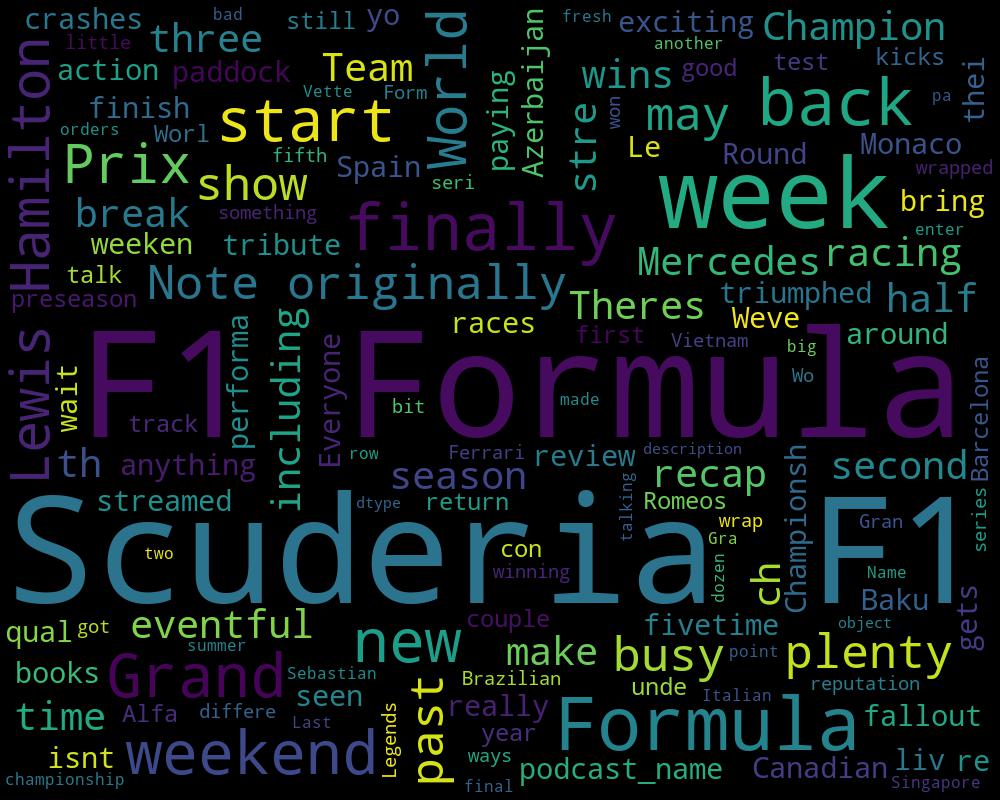 crashes
bad
still
yo
World
fresh
exciting
Champion
little
three
another
action
paddock
Team
Azerbaijan
wins
good
test
kicks
thei
Hamilton
finish
Vette
Form
paying
stre
won
may
back
pa
orders
Worl
start
Le
Round
Monaco
Prix
fifth
Spain
seri
week
wrapped
show
bring
break
something
finally
enter
weeken
tribute
Mercedes
racing
talk
Note
originally
preseason
Theres
triumphed
half
Weve
races
first
Vietnam
around
Lewis
wait
F1
performa
including
Everyone
Formula
big
Wo
bit
made
Barcelona
track
th
anything
row
Ferrari
review
description
second
season
recap
Championsh
streamed
dtype
return
talking
Romeos
series
Scuderia
F1
wrap
Gran
two
con
Gra
winning
dozen
ch
Name
Baku
qual
got
eventful
couple
fivetime
object
gets
summer
new
make
busy
point
plenty
books
Grand
Sebastian
seen
past
Brazilian
unde
Italian
reputation
time
Alfa
differe
Last
Legends
really
Formula
fallout
year
isnt
weekend
ways
podcast_name
Canadian
liv
re
championship
final
Singapore